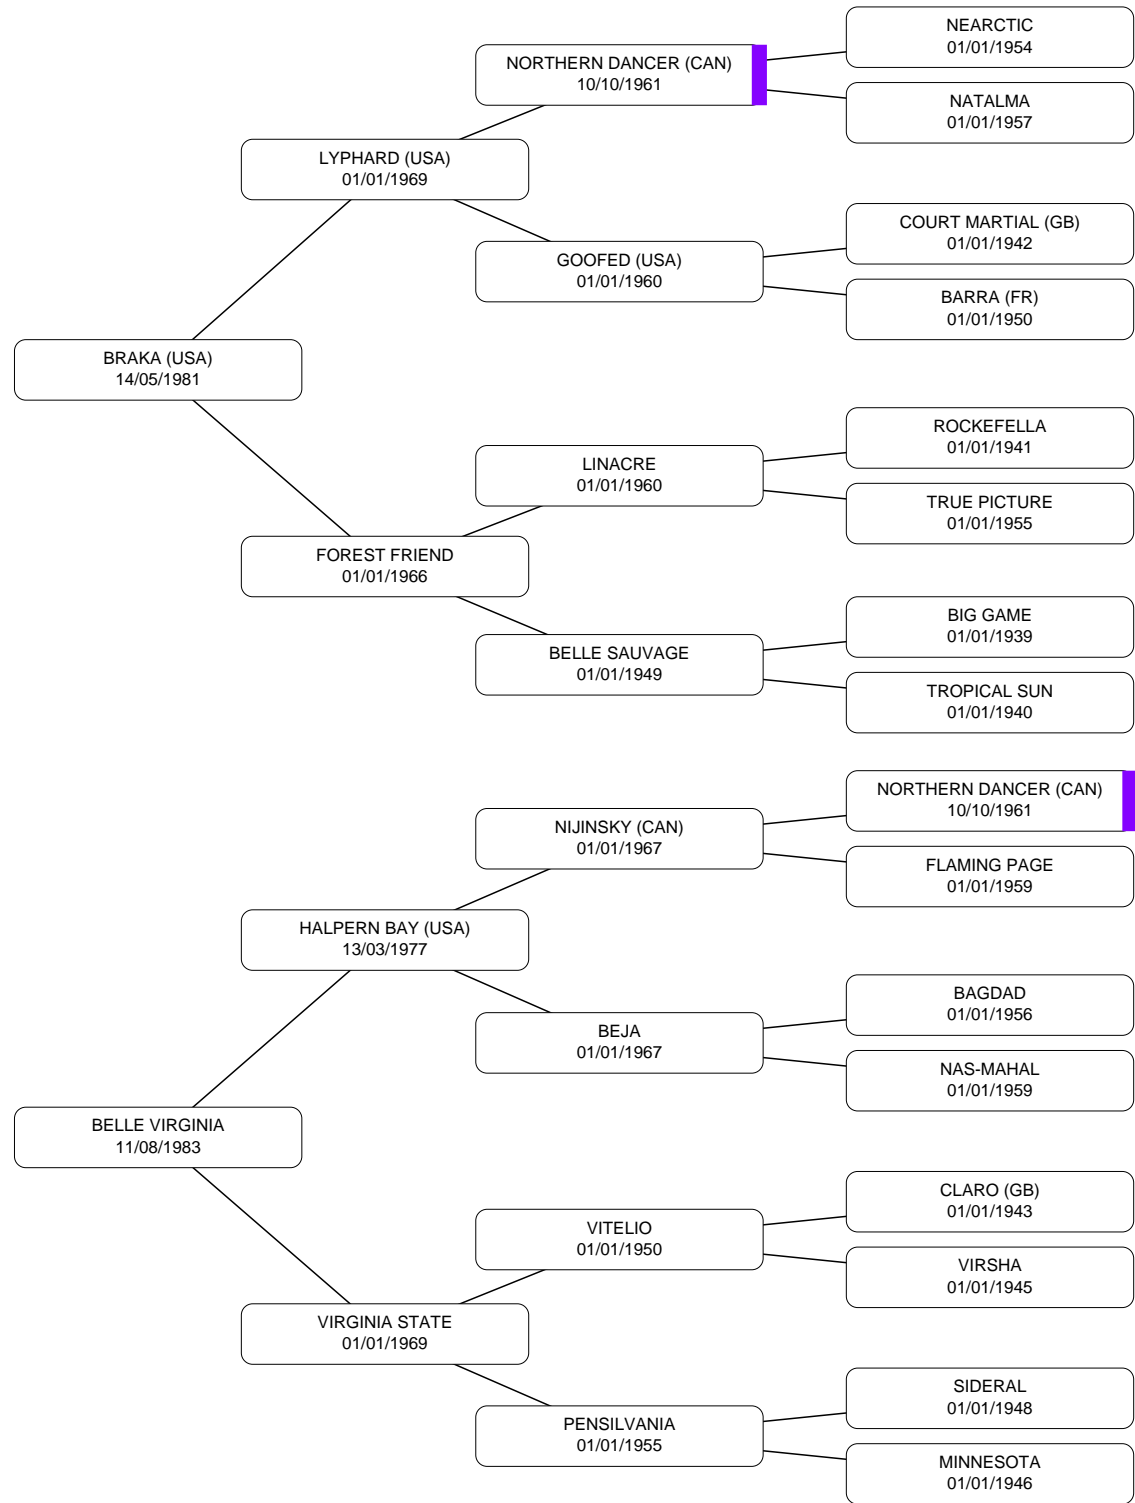 NEARCTIC
01/01/1954
NORTHERN DANCER (CAN)
10/10/1961
NATALMA
01/01/1957
LYPHARD (USA)
01/01/1969
COURT MARTIAL (GB)
01/01/1942
GOOFED (USA)
01/01/1960
BARRA (FR)
01/01/1950
BRAKA (USA)
14/05/1981
ROCKEFELLA
01/01/1941
LINACRE
01/01/1960
TRUE PICTURE
01/01/1955
FOREST FRIEND
01/01/1966
BIG GAME
01/01/1939
BELLE SAUVAGE
01/01/1949
TROPICAL SUN
01/01/1940
NORTHERN DANCER (CAN)
10/10/1961
NIJINSKY (CAN)
01/01/1967
FLAMING PAGE
01/01/1959
HALPERN BAY (USA)
13/03/1977
BAGDAD
01/01/1956
BEJA
01/01/1967
NAS-MAHAL
01/01/1959
BELLE VIRGINIA
11/08/1983
CLARO (GB)
01/01/1943
VITELIO
01/01/1950
VIRSHA
01/01/1945
VIRGINIA STATE
01/01/1969
SIDERAL
01/01/1948
PENSILVANIA
01/01/1955
MINNESOTA
01/01/1946